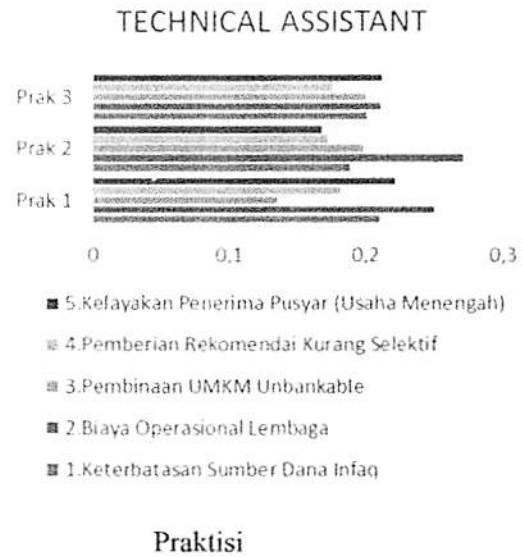 TECHNICAL ASSISTANT
Prak 3
Prak 2
Prak 1
0 0,1 0,2 0,3
5.Kelayakan Penerima Pusyar (Usaha Menengah)
4.Pemberian Rekomendai Kurang Selektif
3.Pembinaan UMKM Unbankable
2.Biaya Operasional Lembaga
1.Keterbatasan Sumber Dana Infaq
Praktisi